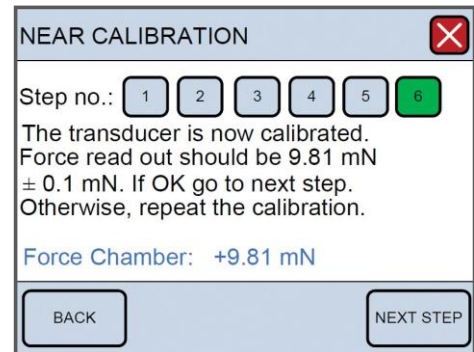 NEAR CALIBRATION
Step no.: 1 2 3 4 5 6
The transducer is now calibrated.
Force read out should be 9.81 mN
± 0.1 mN. If OK go to next step.
Otherwise, repeat the calibration.
Force Chamber: +9.81 mN
BACK NEXT STEP